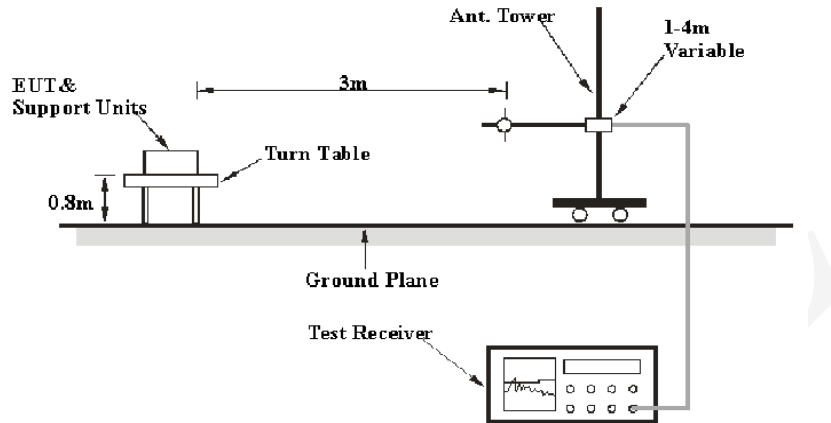 Ant. Tower
1-4m
Variable
3m
EUT&
Support Units
Turn Table
0.8m
Ground Plane
Test Receiver